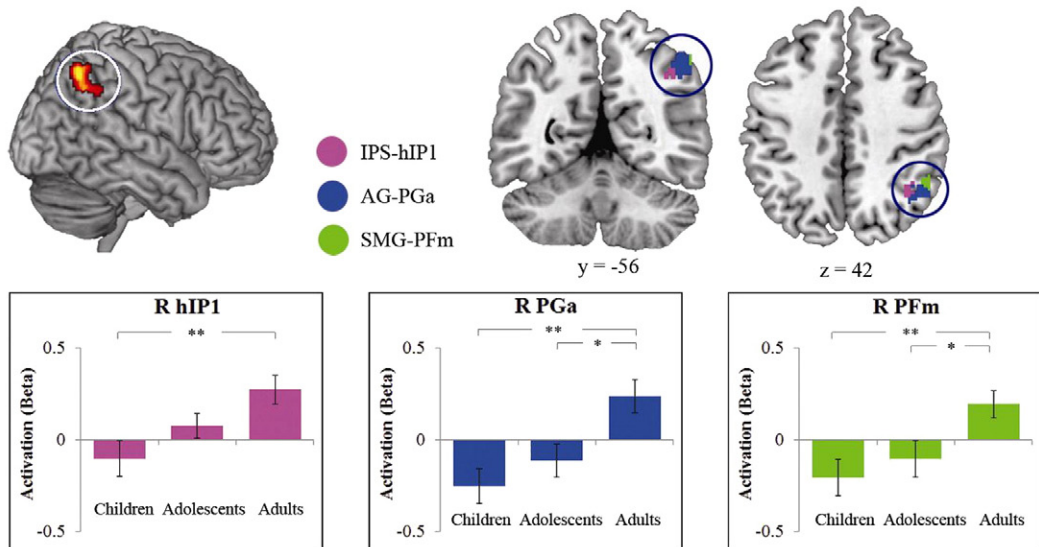 IPS-hIP1
AG-PGa
SMG-PFm
y = -56
z = 42
R hIP1
**
0.5
0
-0.5
Activation (Beta)
Children Adolescents Adults
R PGa
**
*
0.5
0
-0.5
Activation (Beta)
Children Adolescents Adults
R PFm
**
*
0.5
0
-0.5
Activation (Beta)
Children Adolescents Adults